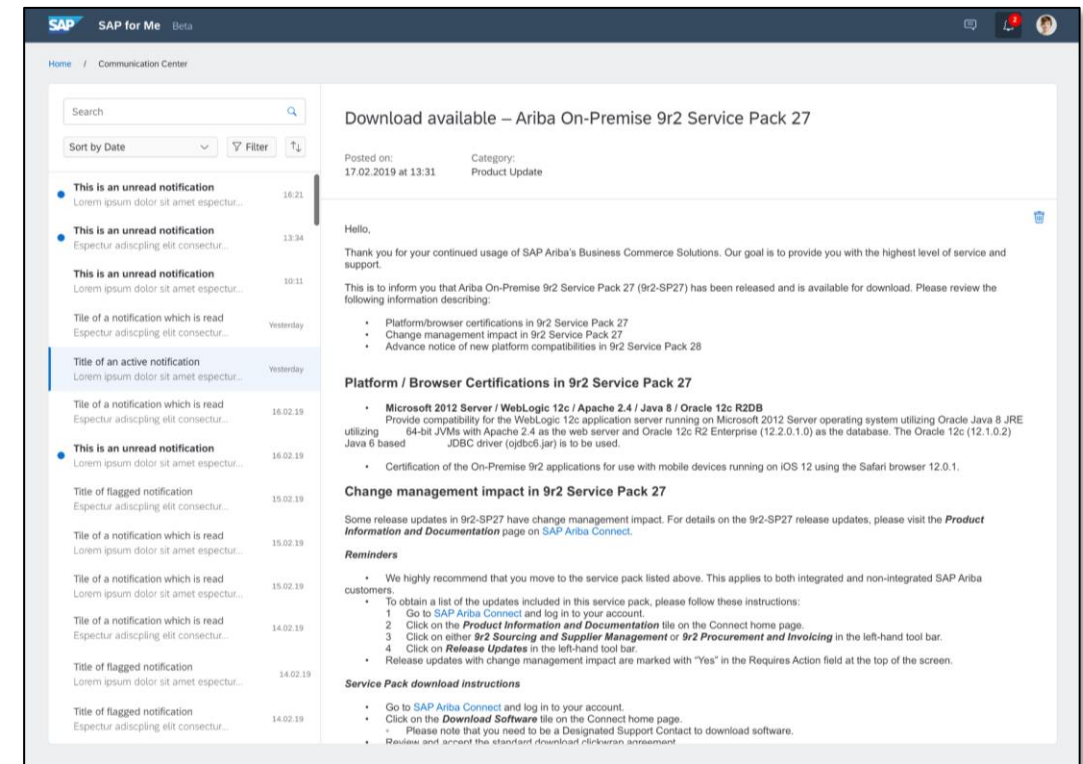 SAP SAP for Me Beta
2
Home / Communication Center
Search
Sort by Date Filter
This is an unread notification
Lorem ipsum dolor sit amet espectur...
16:21
This is an unread notification
Espectur adiscpling elit consectur...
13:34
This is an unread notification
Lorem ipsum dolor sit amet espectur...
10:11
Tile of a notification which is read
Espectur adiscpling elit consectur...
Yesterday
Title of an active notification
Lorem ipsum dolor sit amet espectur...
Yesterday
Tile of a notification which is read
Espectur adiscpling elit consectur...
16.02.19
This is an unread notification
Lorem ipsum dolor sit amet espectur...
16.02.19
Title of flagged notification
Espectur adiscpling elit consectur...
15.02.19
Tile of a notification which is read
Lorem ipsum dolor sit amet espectur...
15.02.19
Tile of a notification which is read
Lorem ipsum dolor sit amet espectur...
15.02.19
Tile of a notification which is read
Lorem ipsum dolor sit amet espectur...
14.02.19
Title of flagged notification
Lorem ipsum dolor sit amet espectur...
14.02.19
Title of flagged notification
Espectur adiscpling elit consectur...
14.02.19
Download available – Ariba On-Premise 9r2 Service Pack 27
Posted on: Category:
17.02.2019 at 13:31 Product Update
Hello,
Thank you for your continued usage of SAP Ariba's Business Commerce Solutions. Our goal is to provide you with the highest level of service and
support.
This is to inform you that Ariba On-Premise 9r2 Service Pack 27 (9r2-SP27) has been released and is available for download. Please review the
following information describing:
• Platform/browser certifications in 9r2 Service Pack 27
• Change management impact in 9r2 Service Pack 27
• Advance notice of new platform compatibilities in 9r2 Service Pack 28
Platform / Browser Certifications in 9r2 Service Pack 27
• Microsoft 2012 Server / WebLogic 12c / Apache 2.4 / Java 8 / Oracle 12c R2DB
Provide compatibility for the WebLogic 12c application server running on Microsoft 2012 Server operating system utilizing Oracle Java 8 JRE
utilizing 64-bit JVMs with Apache 2.4 as the web server and Oracle 12c R2 Enterprise (12.2.0.1.0) as the database. The Oracle 12c (12.1.0.2)
Java 6 based JDBC driver (ojdbc6.jar) is to be used.
• Certification of the On-Premise 9r2 applications for use with mobile devices running on iOS 12 using the Safari browser 12.0.1.
Change management impact in 9r2 Service Pack 27
Some release updates in 9r2-SP27 have change management impact. For details on the 9r2-SP27 release updates, please visit the Product
Information and Documentation page on SAP Ariba Connect.
Reminders
• We highly recommend that you move to the service pack listed above. This applies to both integrated and non-integrated SAP Ariba
customers.
• To obtain a list of the updates included in this service pack, please follow these instructions:
1 Go to SAP Ariba Connect and log in to your account.
2 Click on the Product Information and Documentation tile on the Connect home page.
3 Click on either 9r2 Sourcing and Supplier Management or 9r2 Procurement and Invoicing in the left-hand tool bar.
4 Click on Release Updates in the left-hand tool bar.
• Release updates with change management impact are marked with “Yes” in the Requires Action field at the top of the screen.
Service Pack download instructions
• Go to SAP Ariba Connect and log in to your account.
• Click on the Download Software tile on the Connect home page.
◦ Please note that you need to be a Designated Support Contact to download software.
• Review and accept the standard download clickwrap agreement.